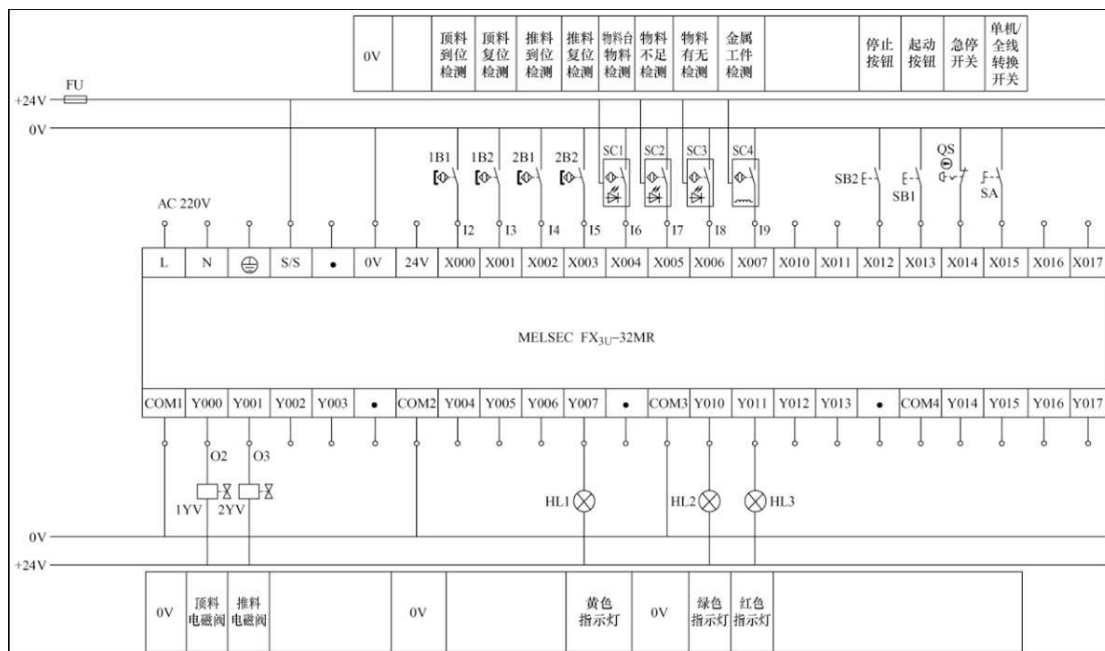 0V
顶料
到位
检测
顶料
复位
检测
推料
到位
检测
推料
复位
检测
物料台
物料
检测
物料
不足
检测
物料
有无
检测
金属
工件
检测
停止
按钮
起动
按钮
急停
开关
单机/
全线
转换
开关
FU
+24V
0V
1B1
1B2
2B1
2B2
SC1
SC2
SC3
SC4
SB2
SB1
QS
SA
AC 220V
I2 I3 I4 I5 I6 I7 I8 I9
L N S/S • 0V 24V X000 X001 X002 X003 X004 X005 X006 X007 X010 X011 X012 X013 X014 X015 X016 X017
MELSEC FX3U-32MR
COM1 Y000 Y001 Y002 Y003 • COM2 Y004 Y005 Y006 Y007 • COM3 Y010 Y011 Y012 Y013 • COM4 Y014 Y015 Y016 Y017
O2 O3
1YV 2YV
HL1 HL2 HL3
0V
+24V
0V
顶料
电磁阀
推料
电磁阀
0V
黄色
指示灯
0V
绿色
指示灯
红色
指示灯